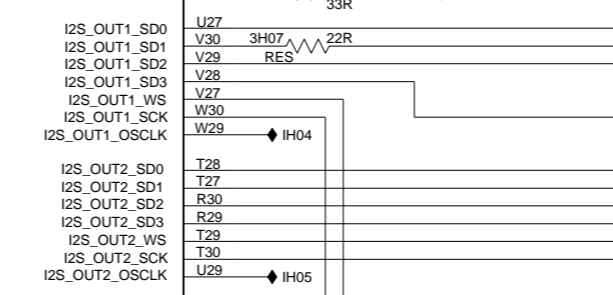 33R
I2S_OUT1_SD0 U27
I2S_OUT1_SD1 V30 3H07 22R
I2S_OUT1_SD2 V29 RES
I2S_OUT1_SD3 V28
I2S_OUT1_WS V27
I2S_OUT1_SCK W30
I2S_OUT1_OSCLK W29 IH04
I2S_OUT2_SD0 T28
I2S_OUT2_SD1 T27
I2S_OUT2_SD2 R30
I2S_OUT2_SD3 R29
I2S_OUT2_WS T29
I2S_OUT2_SCK T30
I2S_OUT2_OSCLK U29 IH05